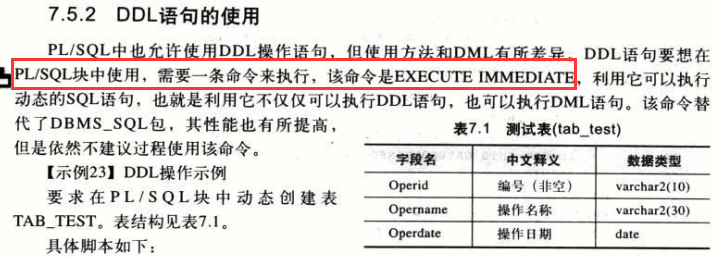 7.5.2 DDL语句的使用
PL/SQL中也允许使用DDL操作语句，但使用方法和DML有所差异。DDL语句要想在
PL/SQL块中使用，需要一条命令来执行，该命令是EXECUTE IMMEDIATE，利用它可以执行
动态的SQL语句，也就是利用它不仅仅可以执行DDL语句，也可以执行DML语句。该命令替
代了DBMS_SQL包，其性能也有所提高，
但是依然不建议过程使用该命令。
【示例23】DDL操作示例
要求在PL/SQL块中动态创建表
TAB_TEST。表结构见表7.1。
具体脚本如下：
表7.1 测试表(tab_test)
字段名 中文释义 数据类型
Operid 编号（非空） varchar2(10)
Opername 操作名称 varchar2(30)
Operdate 操作日期 date